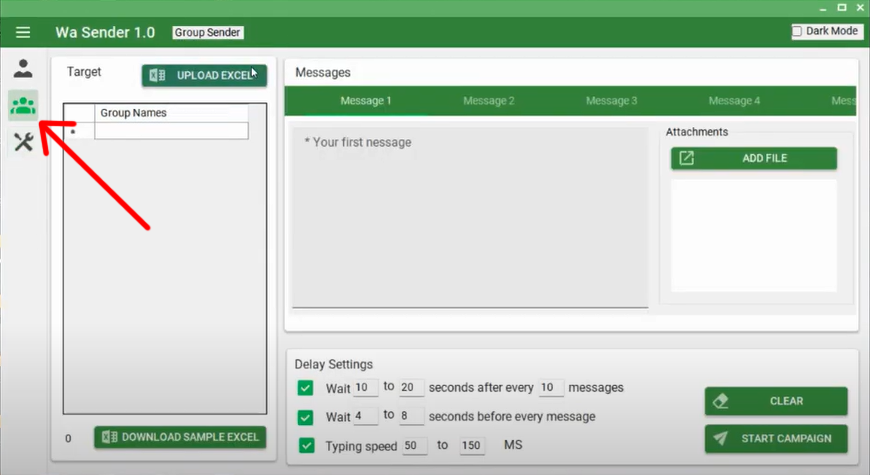 Wa Sender 1.0
Group Sender
Dark Mode
Target
UPLOAD EXCEL
Group Names
0
DOWNLOAD SAMPLE EXCEL
Messages
Message 1 Message 2 Message 3 Message 4 Mess
* Your first nessage
Attachments
ADD FILE
Delay Settings
Wait 10 to 20 seconds after every 10 messages
Wait 4 to 8 seconds before every message
Typing speed 50 to 150 MS
CLEAR
START CAMPAIGN